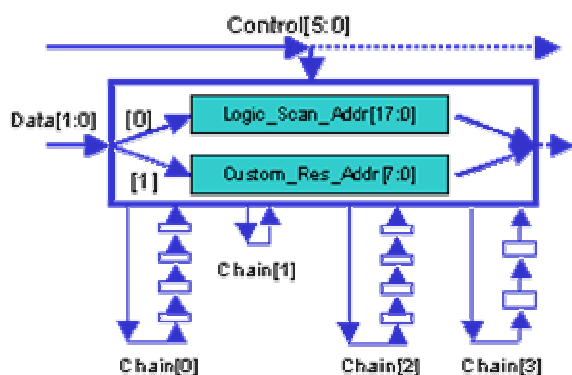 Control[5:0]
Data[1:0]
[0]
Logic_Scan_Addr[17:0]
[1]
Custom_Res_Addr[7:0]
Chain[1]
Chain[0]
Chain[2]
Chain[3]